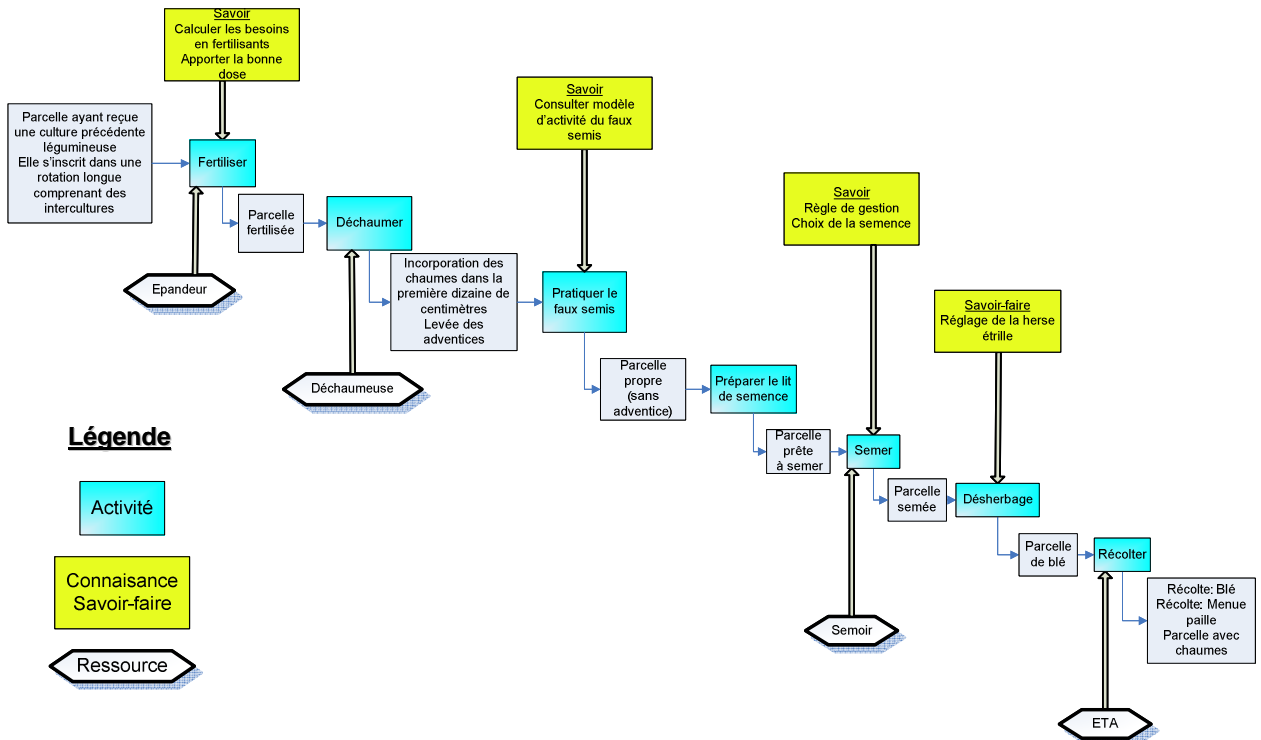 Savoir
Calculer les besoins
en fertilisants
Apporter la bonne
dose
Parcelle ayant reçue
une culture précédente
légumineuse
Elle s'inscrit dans une
rotation longue
comprenant des
intercultures
Fertiliser
Epandeur
Parcelle
fertilisée
Déchaumer
Déchaumeuse
Incorporation des
chaumes dans la
première dizaine de
centimètres
Levée des
adventices
Savoir
Consulter modèle
d'activité du faux
semis
Pratiquer le
faux semis
Parcelle
propre
(sans
adventice)
Préparer le lit
de semence
Parcelle
prête
à semer
Savoir
Règle de gestion
Choix de la semence
Semer
Semoir
Parcelle
semée
Savoir-faire
Réglage de la herse
étrille
Désherbage
Parcelle
de blé
Récolter
ETA
Récolte: Blé
Récolte: Menue
paille
Parcelle avec
chaumes
Légende
Activité
Connaisance
Savoir-faire
Ressource